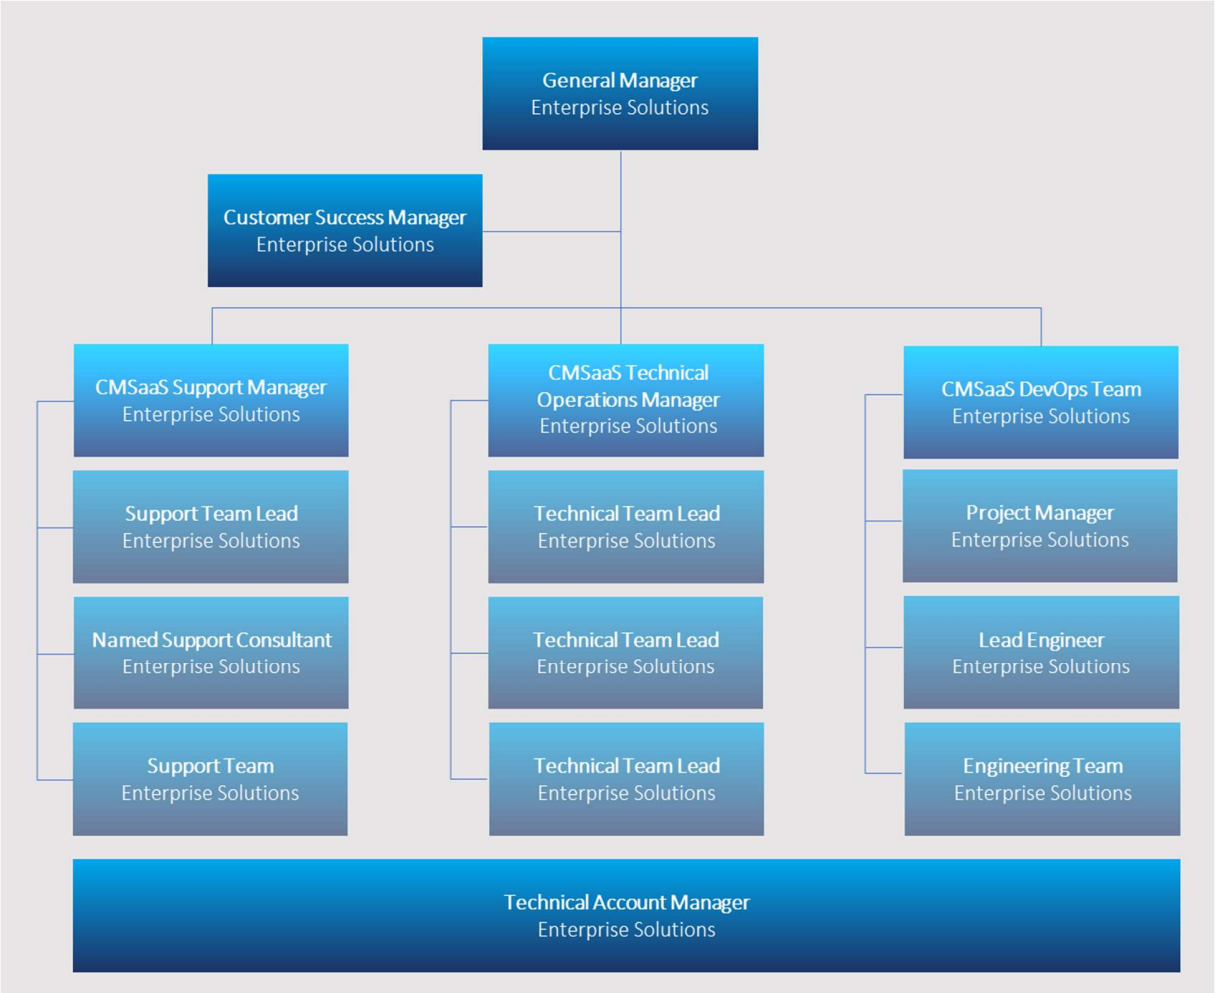 General Manager
Enterprise Solutions
Customer Success Manager
Enterprise Solutions
CMSaaS Support Manager
Enterprise Solutions
Support Team Lead
Enterprise Solutions
Named Support Consultant
Enterprise Solutions
Support Team
Enterprise Solutions
CMSaaS Technical
Operations Manager
Enterprise Solutions
Technical Team Lead
Enterprise Solutions
Technical Team Lead
Enterprise Solutions
Technical Team Lead
Enterprise Solutions
CMSaaS DevOps Team
Enterprise Solutions
Project Manager
Enterprise Solutions
Lead Engineer
Enterprise Solutions
Engineering Team
Enterprise Solutions
Technical Account Manager
Enterprise Solutions